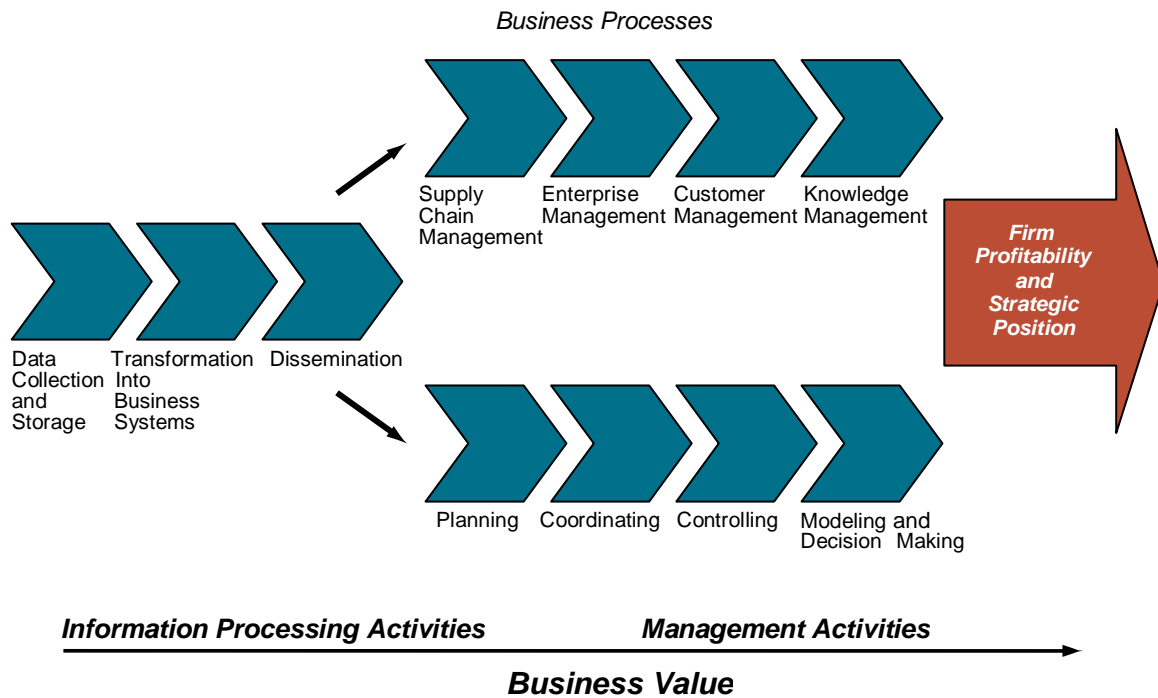 Business Processes
Supply
Chain
Management
Enterprise
Management
Customer
Management
Knowledge
Management
Firm
Profitability
and
Strategic
Position
Data
Collection
and
Storage
Transformation
Into
Business
Systems
Dissemination
Planning
Coordinating
Controlling
Modeling and
Decision Making
Information Processing Activities
Management Activities
Business Value